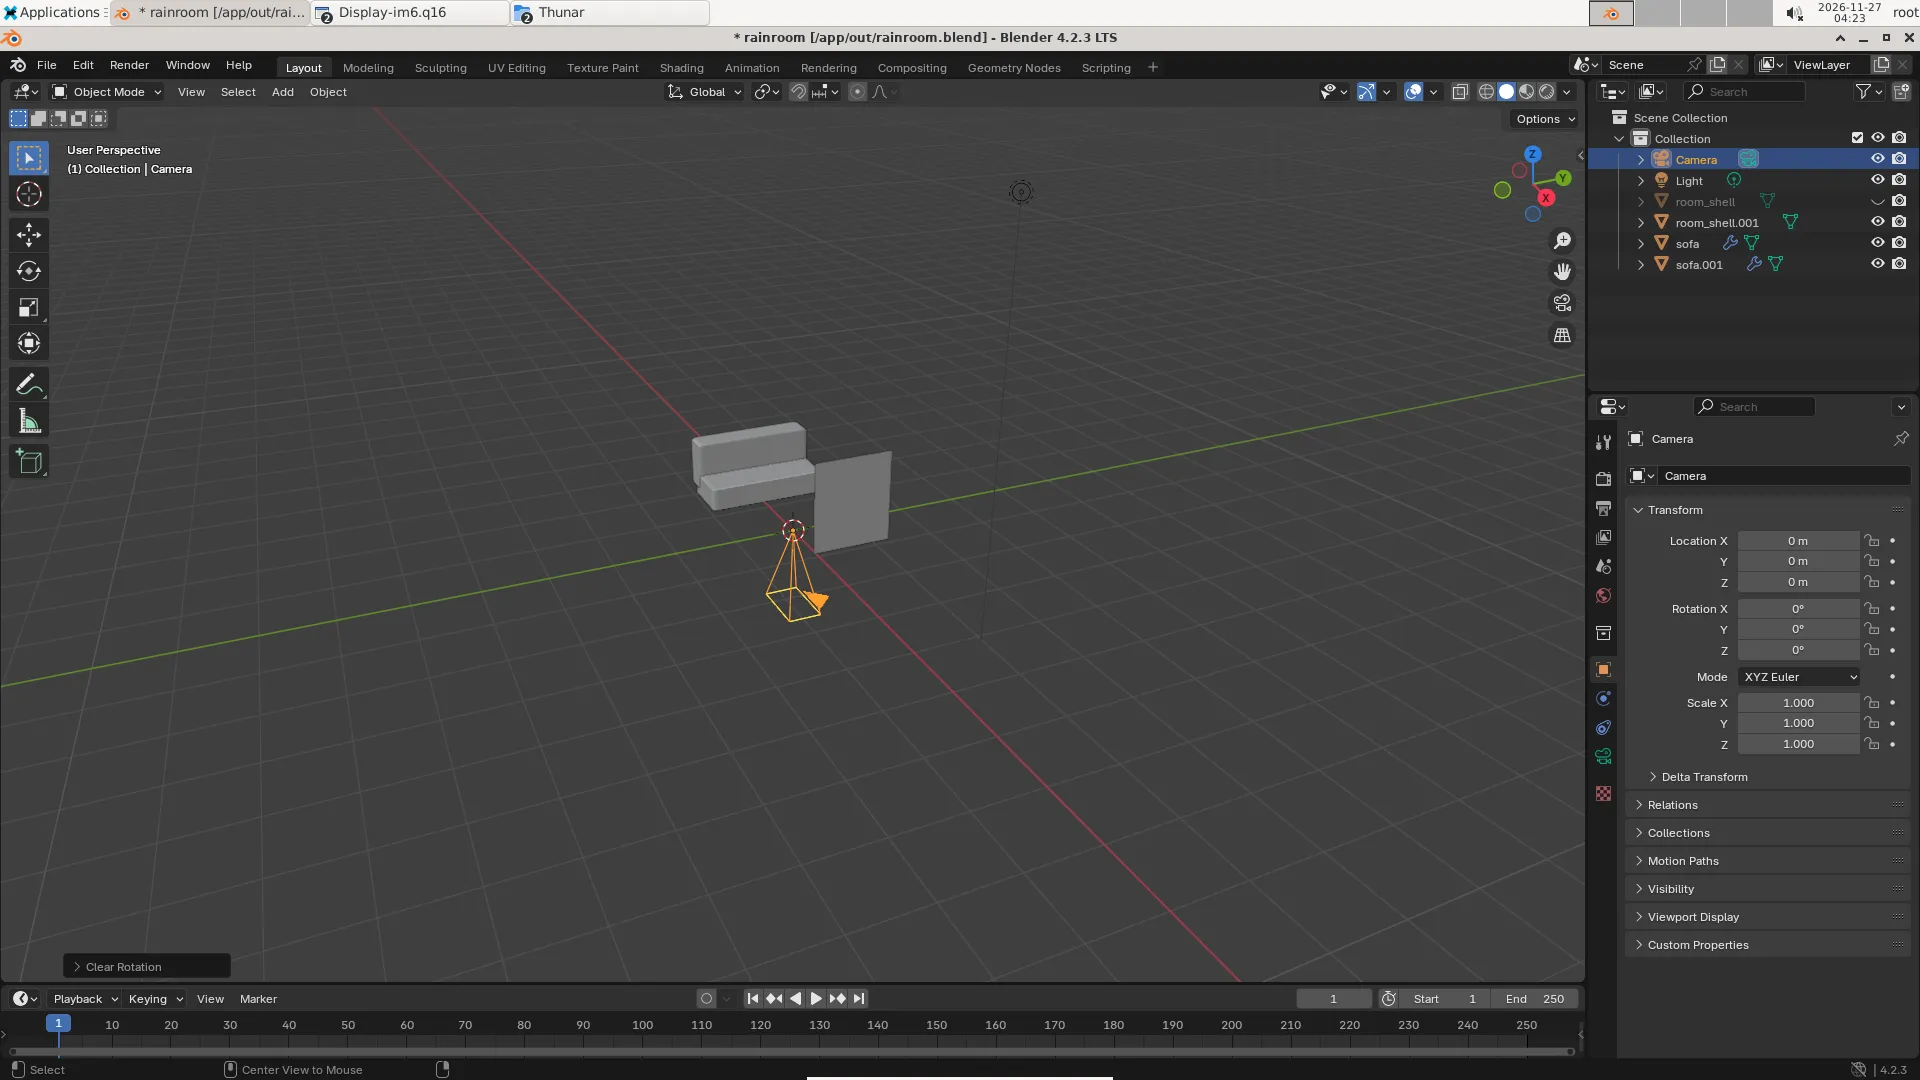 Applications
* rainroom [/app/out/rai...
2
Display-im6.q16
2
Thunar
2026-11-27
04:23
root
* rainroom [/app/out/rainroom.blend] - Blender 4.2.3 LTS
File Edit Render Window Help
Layout Modeling Sculpting UV Editing Texture Paint Shading Animation Rendering Compositing Geometry Nodes Scripting +
Scene
ViewLayer
Object Mode
View Select Add Object
Global
Search
Options
User Perspective
(1) Collection | Camera
Z
Y
X
Scene Collection
Collection
Camera
Light
room_shell
room_shell.001
sofa
sofa.001
Search
Camera
Camera
Transform
Location X 0 m
Y 0 m
Z 0 m
Rotation X 0°
Y 0°
Z 0°
Mode XYZ Euler
Scale X 1.000
Y 1.000
Z 1.000
Delta Transform
Relations
Collections
Motion Paths
Visibility
Viewport Display
Custom Properties
Clear Rotation
Playback Keying View Marker
1
Start 1
End 250
1 10 20 30 40 50 60 70 80 90 100 110 120 130 140 150 160 170 180 190 200 210 220 230 240 250
Select
Center View to Mouse
4.2.3